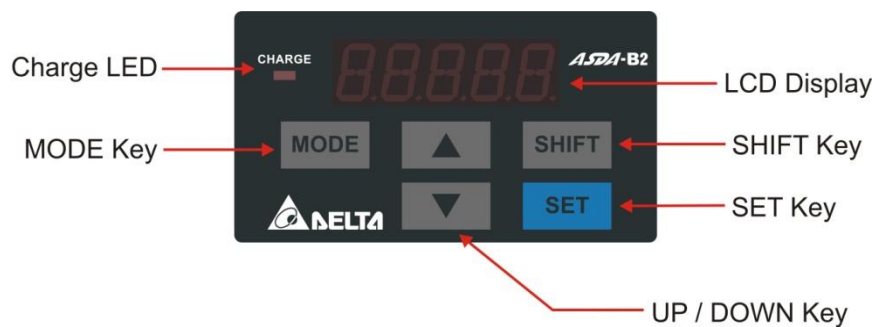 Charge LED
CHARGE
88888
ASDA-B2
LCD Display
MODE Key
MODE
SHIFT
SHIFT Key
DELTA
SET
SET Key
UP / DOWN Key